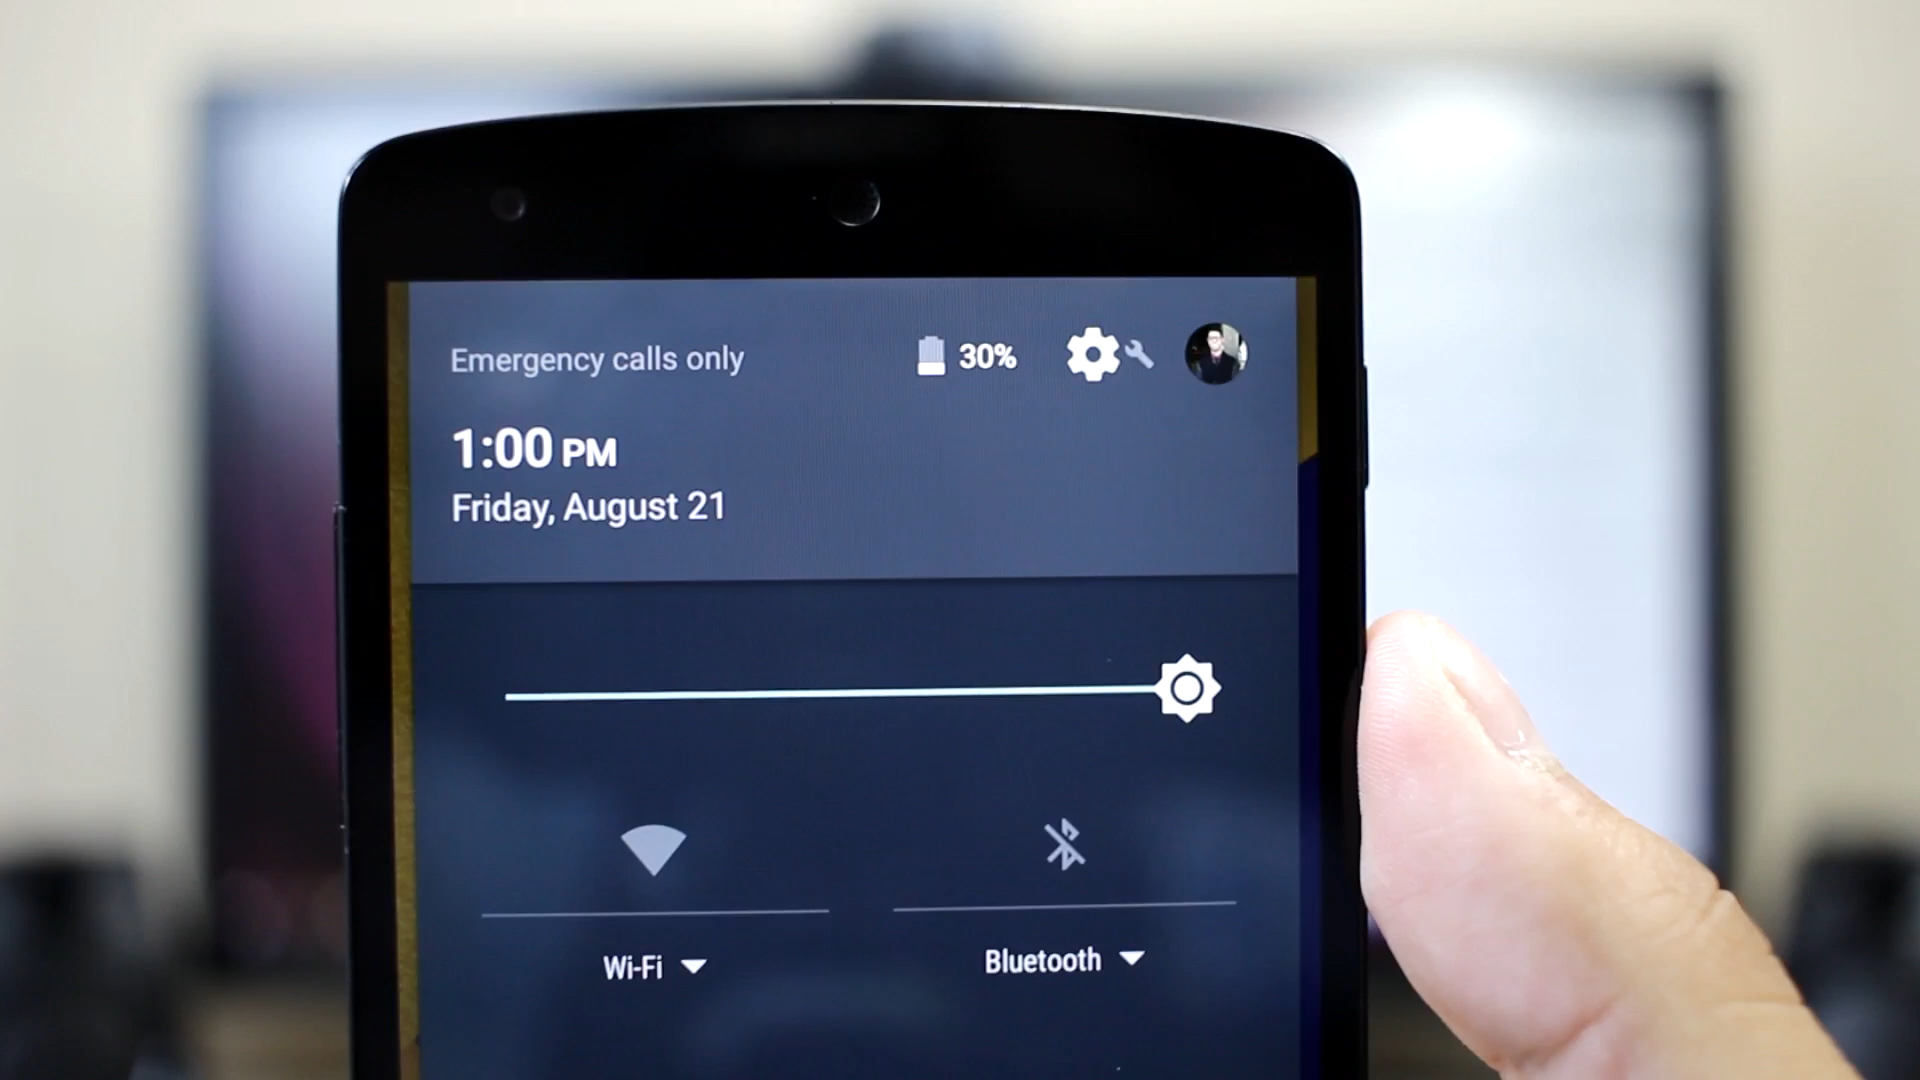 Emergency calls only 30%
1:00 PM
Friday, August 21
Wi-Fi Bluetooth